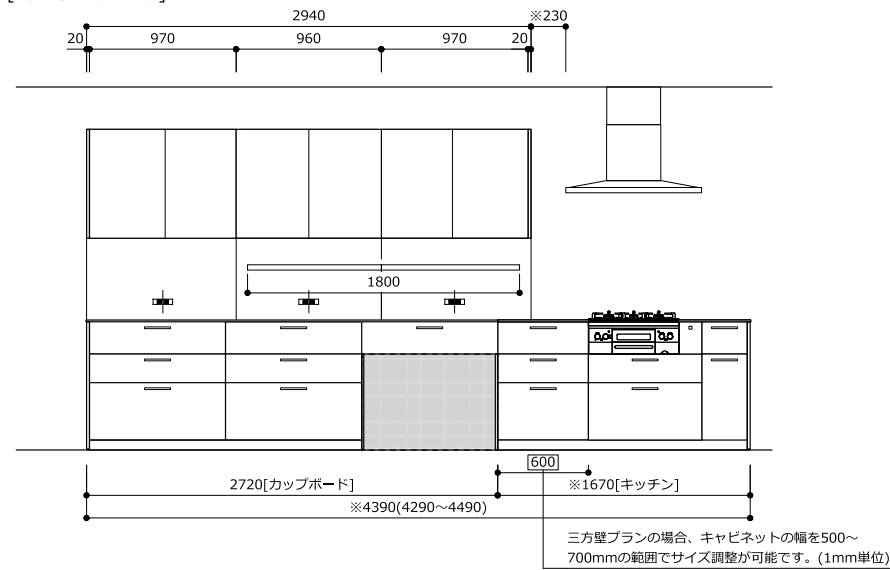 2940
※230
20
970
960
970
20
1800
600
2720[カップボード]
※1670[キッチン]
※4390(4290～4490)
三方壁プランの場合、キャビネットの幅を500～
700mmの範囲でサイズ調整が可能です。(1mm単位)